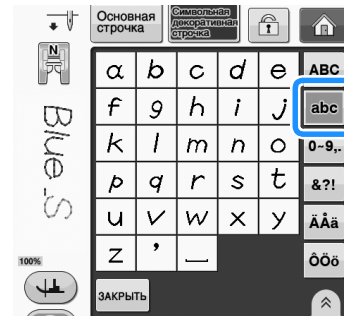 Основная строчка
Символьная декоративная строчка
N
Blue_S
100%
a b c d e
f g h i j
k l m n o
p q r s t
u v w x y
z ’ _
ABC
abc
0~9,.
&?!
ÄÅä
ÔÖö
ЗАКРЫТЬ